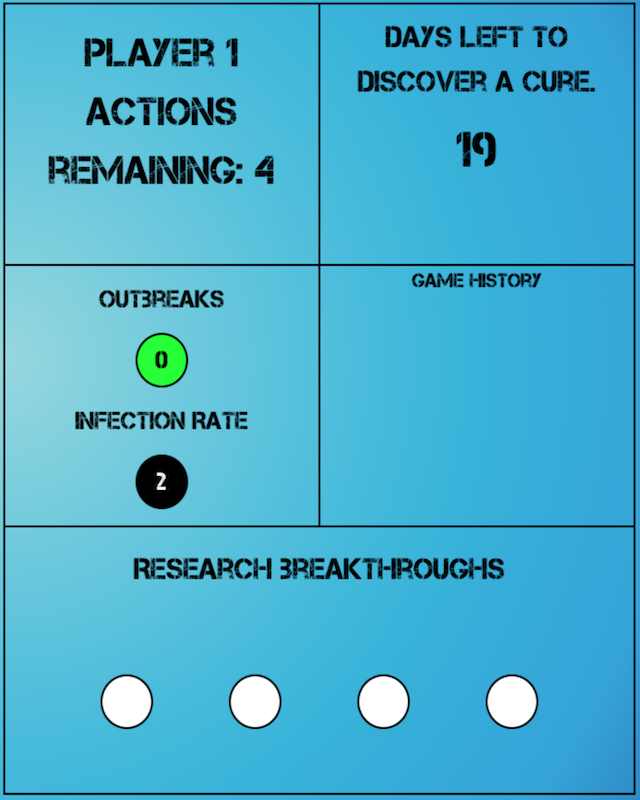 PLAYER 1
ACTIONS
REMAINING: 4
DAYS LEFT TO
DISCOVER A CURE.
19
OUTBREAKS
0
INFECTION RATE
2
GAME HISTORY
RESEARCH BREAKTHROUGHS